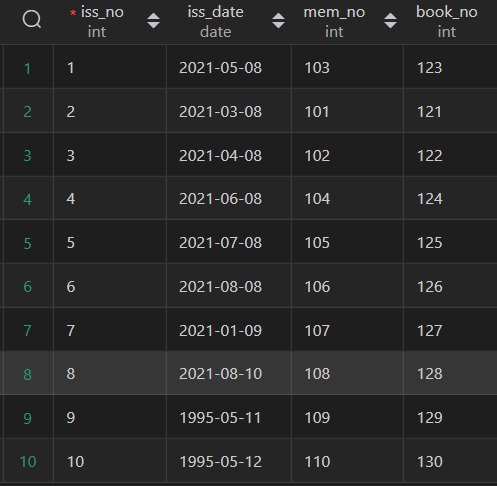 * iss_no iss_date mem_no book_no
int date int int
1 1 2021-05-08 103 123
2 2 2021-03-08 101 121
3 3 2021-04-08 102 122
4 4 2021-06-08 104 124
5 5 2021-07-08 105 125
6 6 2021-08-08 106 126
7 7 2021-01-09 107 127
8 8 2021-08-10 108 128
9 9 1995-05-11 109 129
10 10 1995-05-12 110 130